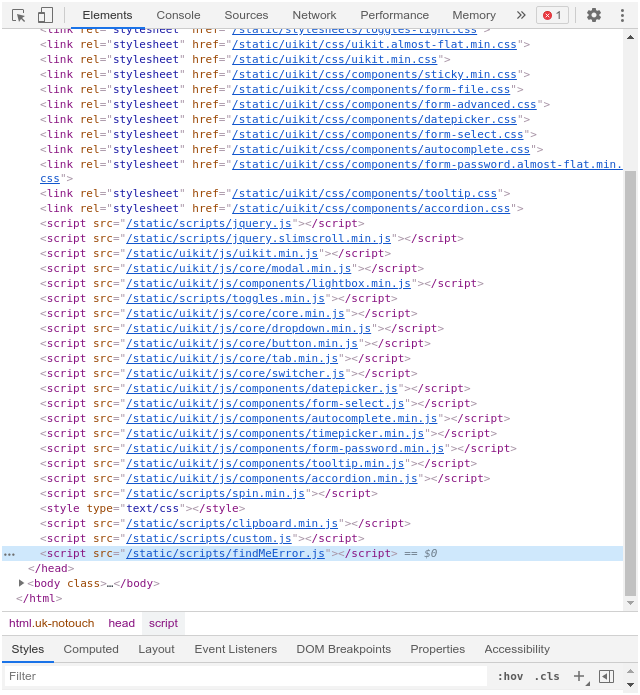 Elements Console Sources Network Performance Memory » 1
<link rel="stylesheet" href="/static/stylesheets/toggles-light.css">
<link rel="stylesheet" href="/static/uikit/css/uikit.almost-flat.min.css">
<link rel="stylesheet" href="/static/uikit/css/uikit.min.css">
<link rel="stylesheet" href="/static/uikit/css/components/sticky.min.css">
<link rel="stylesheet" href="/static/uikit/css/components/form-file.css">
<link rel="stylesheet" href="/static/uikit/css/components/form-advanced.css">
<link rel="stylesheet" href="/static/uikit/css/components/datepicker.css">
<link rel="stylesheet" href="/static/uikit/css/components/form-select.css">
<link rel="stylesheet" href="/static/uikit/css/components/autocomplete.css">
<link rel="stylesheet" href="/static/uikit/css/components/form-password.almost-flat.min.
css">
<link rel="stylesheet" href="/static/uikit/css/components/tooltip.css">
<link rel="stylesheet" href="/static/uikit/css/components/accordion.css">
<script src="/static/scripts/jquery.js"></script>
<script src="/static/scripts/jquery.slimscroll.min.js"></script>
<script src="/static/uikit/js/uikit.min.js"></script>
<script src="/static/uikit/js/core/modal.min.js"></script>
<script src="/static/uikit/js/components/lightbox.min.js"></script>
<script src="/static/scripts/toggles.min.js"></script>
<script src="/static/uikit/js/core/core.min.js"></script>
<script src="/static/uikit/js/core/dropdown.min.js"></script>
<script src="/static/uikit/js/core/button.min.js"></script>
<script src="/static/uikit/js/core/tab.min.js"></script>
<script src="/static/uikit/js/core/switcher.js"></script>
<script src="/static/uikit/js/components/datepicker.js"></script>
<script src="/static/uikit/js/components/form-select.js"></script>
<script src="/static/uikit/js/components/autocomplete.min.js"></script>
<script src="/static/uikit/js/components/timepicker.min.js"></script>
<script src="/static/uikit/js/components/form-password.min.js"></script>
<script src="/static/uikit/js/components/tooltip.min.js"></script>
<script src="/static/uikit/js/components/accordion.min.js"></script>
<script src="/static/scripts/spin.min.js"></script>
<style type="text/css"></style>
<script src="/static/scripts/clipboard.min.js"></script>
<script src="/static/scripts/custom.js"></script>
<script src="/static/scripts/findMeError.js"></script> == $0
</head>
<body class>…</body>
</html>
html.uk-notouch head script
Styles Computed Layout Event Listeners DOM Breakpoints Properties Accessibility
Filter :hov .cls +